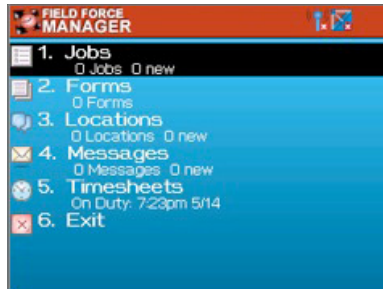 FIELD FORCE
MANAGER
1. Jobs
0 Jobs 0 new
2. Forms
0 Forms
3. Locations
0 Locations 0 new
4. Messages
0 Messages 0 new
5. Timesheets
On Duty: 7:23pm 5/14
6. Exit